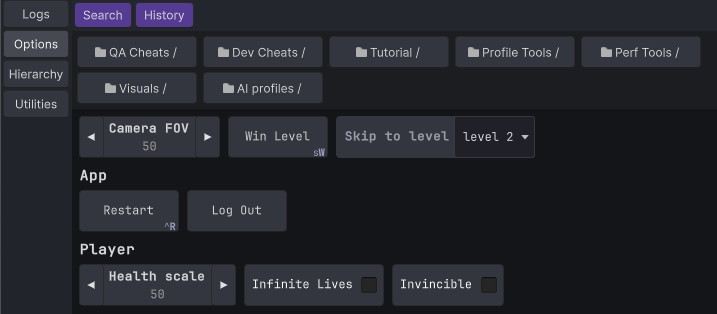 Logs
Search
History
Options
Hierarchy
Utilities
QA Cheats /
Dev Cheats /
Tutorial /
Profile Tools /
Perf Tools /
Visuals /
AI profiles /
Camera FOV
50
Win Level
sW
Skip to level
level 2
App
Restart
^R
Log Out
Player
Health scale
50
Infinite Lives
Invincible